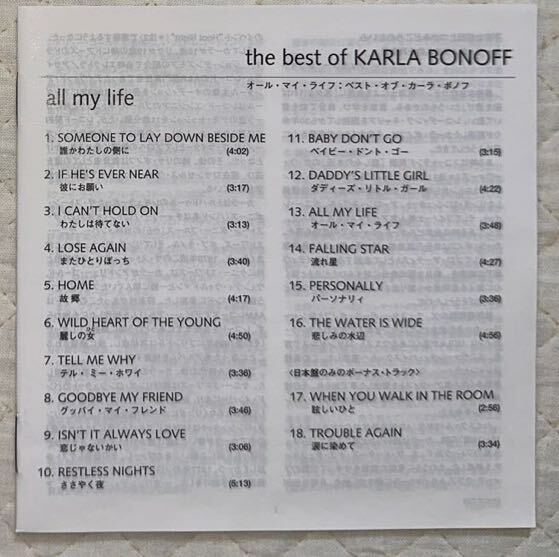 the best of KARLA BONOFF
オール・マイ・ライフ：ベスト・オブ・カーラ・ボノフ
all my life
1. SOMEONE TO LAY DOWN BESIDE ME
誰かわたしの側に (4:02)
2. IF HE'S EVER NEAR
彼にお願い (3:17)
3. I CAN'T HOLD ON
わたしは待てない (3:13)
4. LOSE AGAIN
またひとりぼっち (3:40)
5. HOME
故郷 (4:17)
6. WILD HEART OF THE YOUNG
麗しの女 (4:50)
7. TELL ME WHY
テル・ミー・ホワイ (3:36)
8. GOODBYE MY FRIEND
グッバイ・マイ・フレンド (3:46)
9. ISN'T IT ALWAYS LOVE
恋じゃないかい (3:06)
10. RESTLESS NIGHTS
ささやく夜 (5:13)
11. BABY DON'T GO
ベイビー・ドント・ゴー (3:15)
12. DADDY'S LITTLE GIRL
ダディーズ・リトル・ガール (4:22)
13. ALL MY LIFE
オール・マイ・ライフ (3:48)
14. FALLING STAR
流れ星 (4:27)
15. PERSONALLY
パーソナリィ (3:36)
16. THE WATER IS WIDE
悲しみの水辺 (4:56)
〈日本盤のみのボーナス・トラック〉
17. WHEN YOU WALK IN THE ROOM
眩しいひと (2:56)
18. TROUBLE AGAIN
涙に染めて (3:34)
1